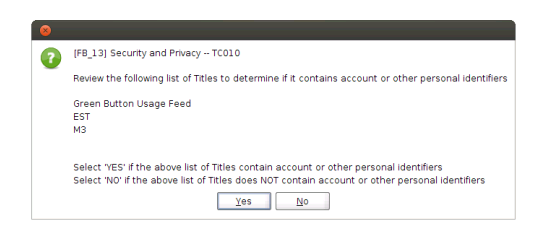 [FB_13] Security and Privacy -- TC010
Review the following list of Titles to determine if it contains account or other personal identifiers
Green Button Usage Feed
EST
M3
Select 'YES' if the above list of Titles contain account or other personal identifiers
Select 'NO' if the above list of Titles does NOT contain account or other personal identifiers
Yes No